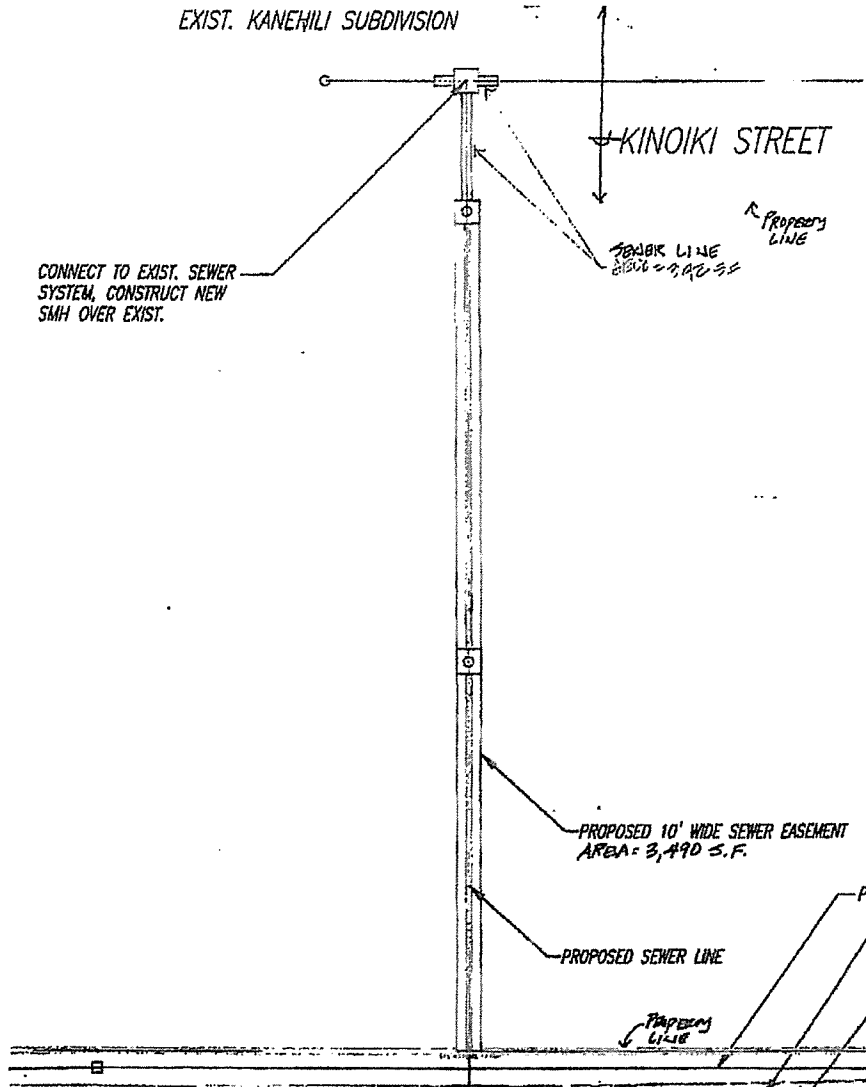 EXIST. KANEHILI SUBDIVISION
KINOIKI STREET
PROPERTY
LINE
SEWER LINE
CONNECT TO EXIST. SEWER
SYSTEM, CONSTRUCT NEW
SMH OVER EXIST.
PROPOSED 10' WIDE SEWER EASEMENT
AREA= 3,490 S.F.
P
PROPOSED SEWER LINE
PROPERTY
LINE